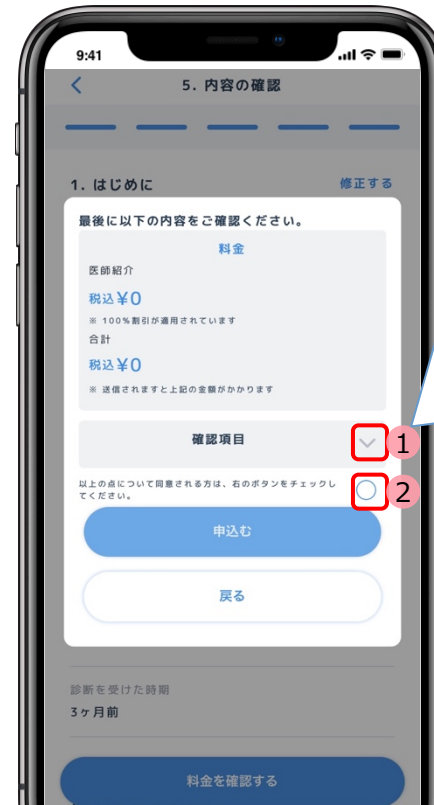 9:41
5. 内容の確認
1. はじめに
修正する
最後に以下の内容をご確認ください。
料金
医師紹介
税込¥0
※ 100%割引が適用されています
合計
税込¥0
※ 送信されますと上記の金額がかかります
確認項目
1
以上の点について同意される方は、右のボタンをチェックし
てください。
2
申込む
戻る
診断を受けた時期
3ヶ月前
料金を確認する